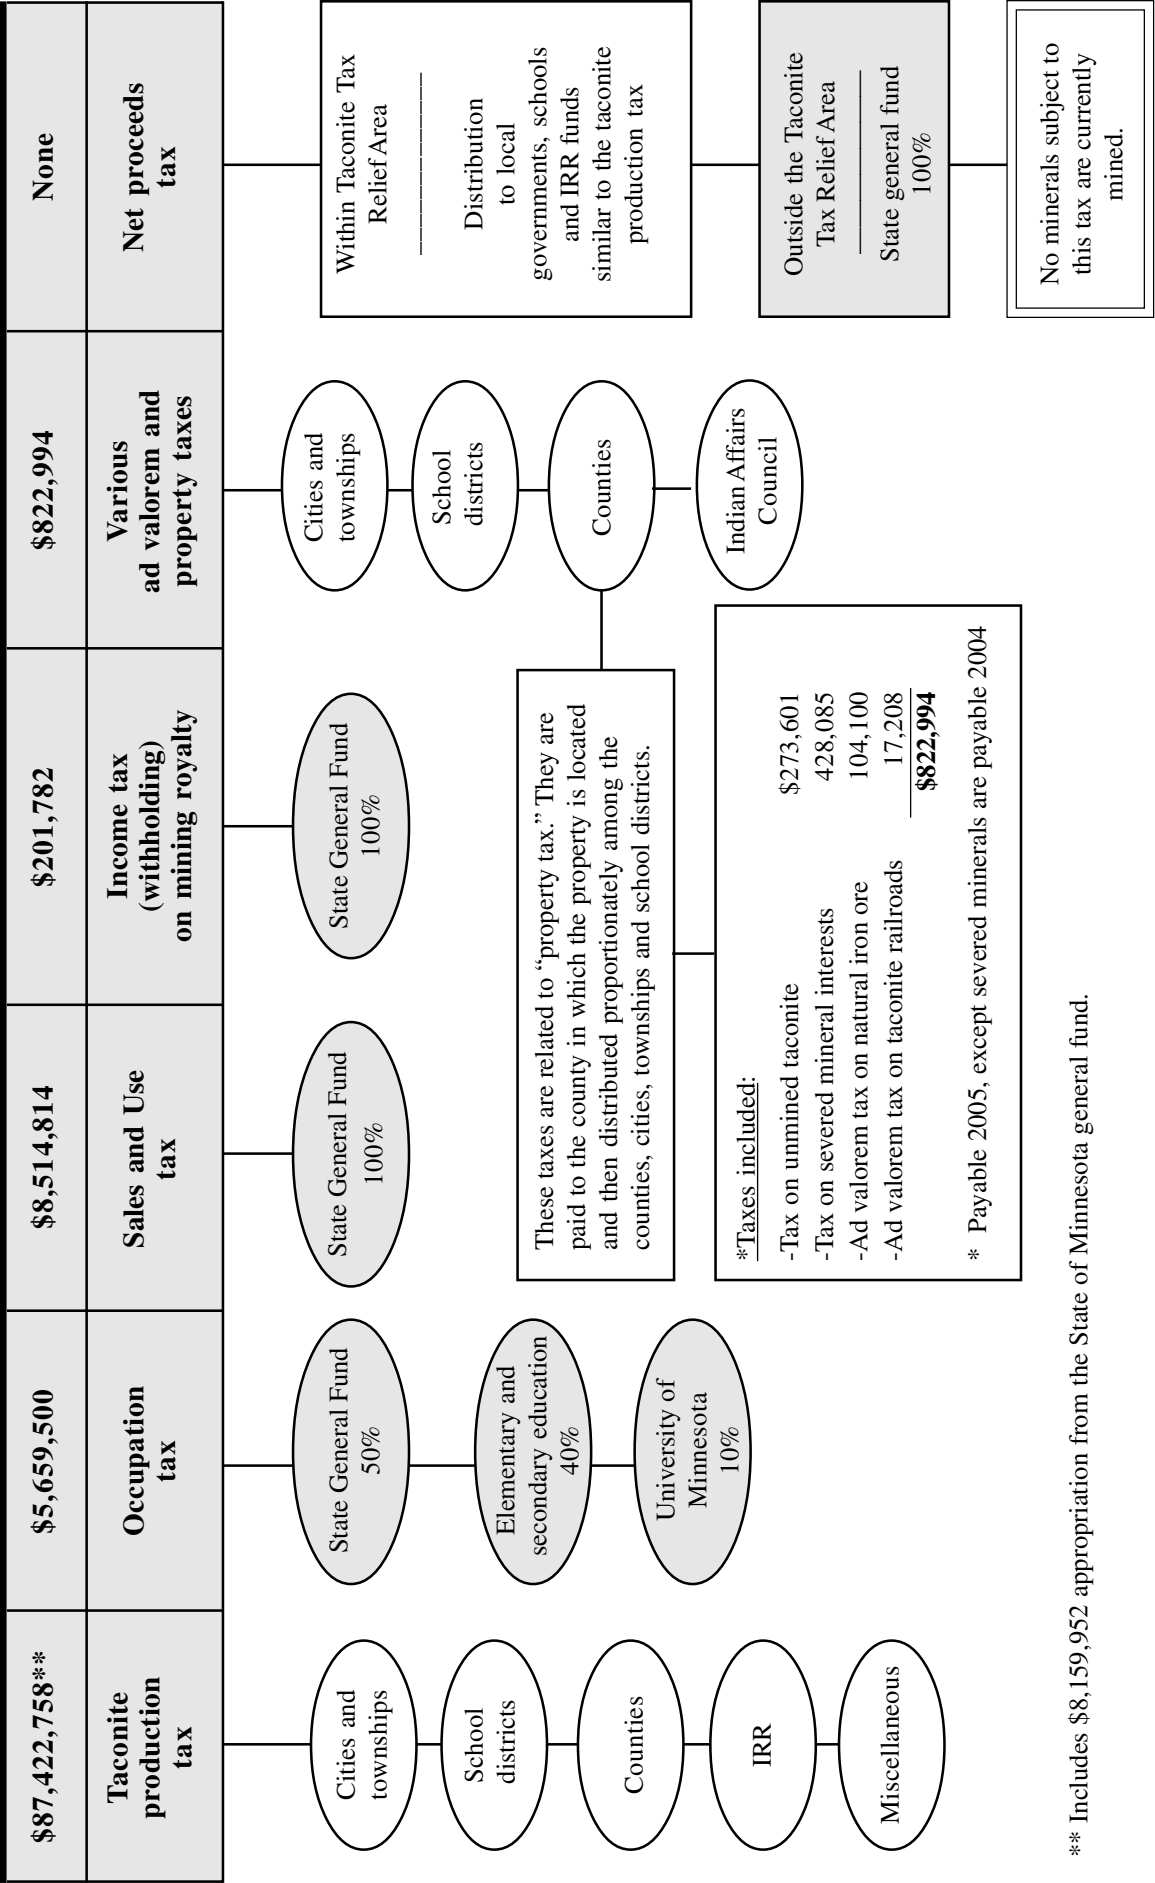 $87,422,758**
$5,659,500
$8,514,814
$201,782
$822,994
None
Taconite
production
tax
Occupation
tax
Sales and Use
tax
Income tax
(withholding)
on mining royalty
Various
ad valorem and
property taxes
Net proceeds
tax
Cities and
townships
School
districts
Counties
IRR
Miscellaneous
State General Fund
50%
Elementary and
secondary education
40%
University of
Minnesota
10%
State General Fund
100%
State General Fund
100%
Cities and
townships
School
districts
Counties
Indian Affairs
Council
These taxes are related to “property tax.” They are
paid to the county in which the property is located
and then distributed proportionately among the
counties, cities, townships and school districts.
*Taxes included:
-Tax on unmined taconite $273,601
-Tax on severed mineral interests 428,085
-Ad valorem tax on natural iron ore 104,100
-Ad valorem tax on taconite railroads 17,208
$822,994
* Payable 2005, except severed minerals are payable 2004
Within Taconite Tax
Relief Area
Distribution
to local
governments, schools
and IRR funds
similar to the taconite
production tax
Outside the Taconite
Tax Relief Area
State general fund
100%
No minerals subject to
this tax are currently
mined.
** Includes $8,159,952 appropriation from the State of Minnesota general fund.